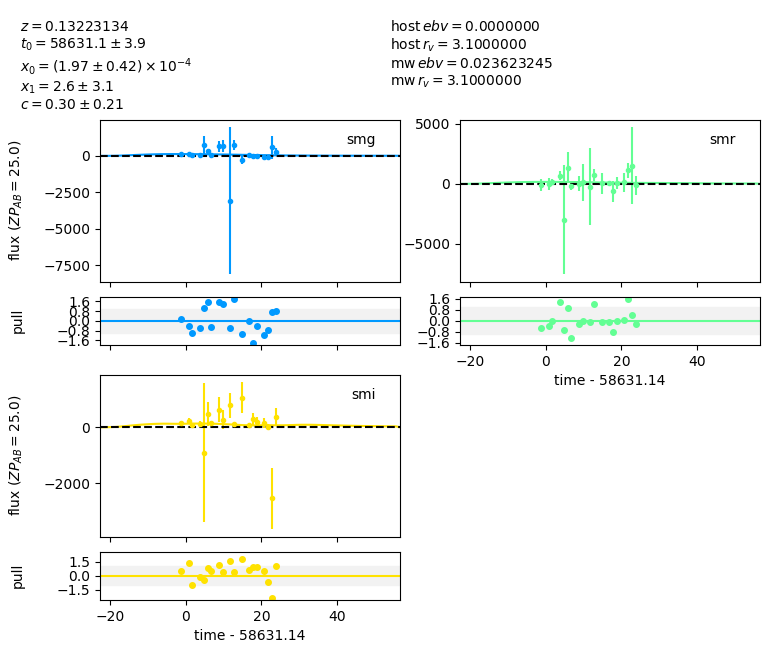 z = 0.13223134
t0 = 58631.1 ± 3.9
x0 = (1.97 ± 0.42) × 10^−4
x1 = 2.6 ± 3.1
c = 0.30 ± 0.21
host ebv = 0.0000000
host rv = 3.1000000
mw ebv = 0.023623245
mw rv = 3.1000000
flux (ZPAB = 25.0)
0
−2500
−5000
−7500
smg
5000
0
−5000
smr
pull
1.6
0.8
0.0
−0.8
−1.6
1.6
0.8
0.0
−0.8
−1.6
−20
0
20
40
time - 58631.14
flux (ZPAB = 25.0)
0
−2000
smi
pull
1.5
0.0
−1.5
−20
0
20
40
time - 58631.14